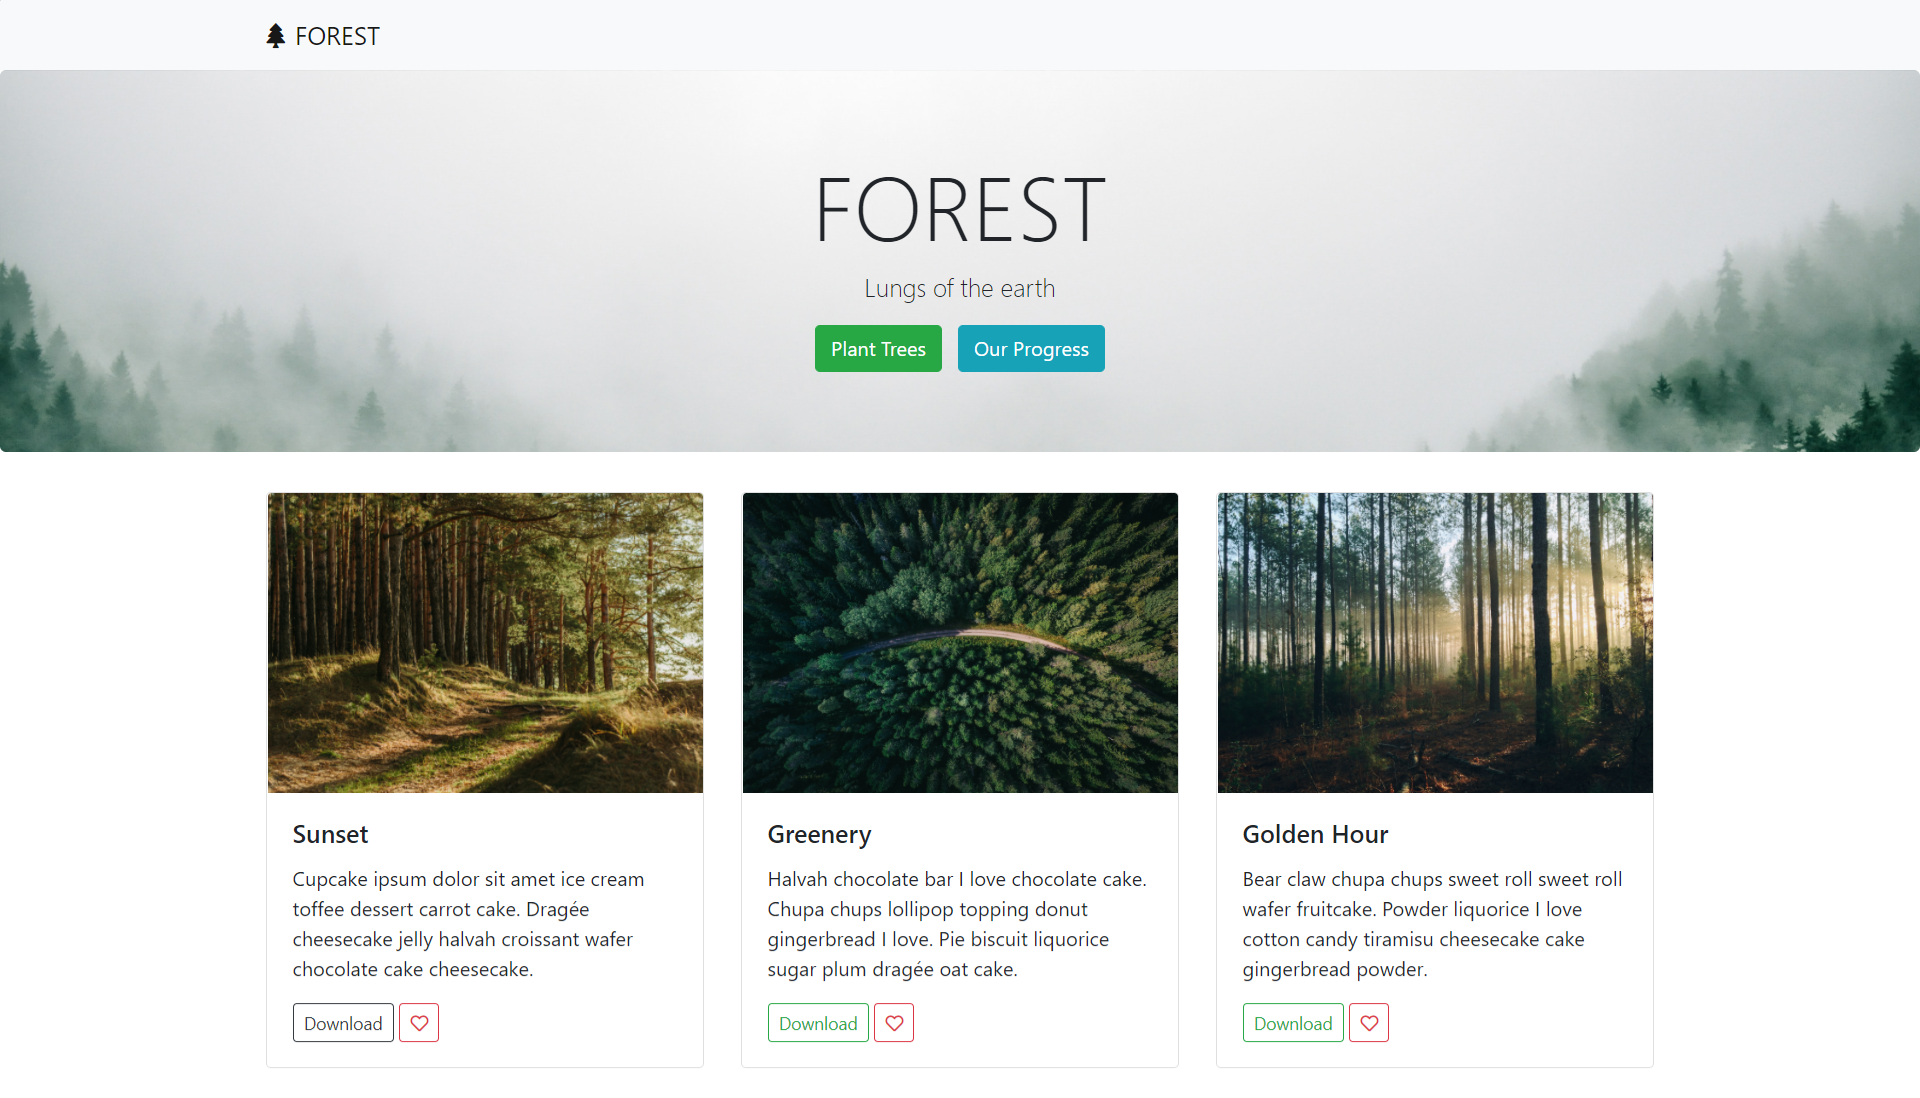 FOREST
FOREST
Lungs of the earth
Plant Trees Our Progress
Sunset
Cupcake ipsum dolor sit amet ice cream
toffee dessert carrot cake. Dragée
cheesecake jelly halvah croissant wafer
chocolate cake cheesecake.
Download
Greenery
Halvah chocolate bar I love chocolate cake.
Chupa chups lollipop topping donut
gingerbread I love. Pie biscuit liquorice
sugar plum dragée oat cake.
Download
Golden Hour
Bear claw chupa chups sweet roll sweet roll
wafer fruitcake. Powder liquorice I love
cotton candy tiramisu cheesecake cake
gingerbread powder.
Download